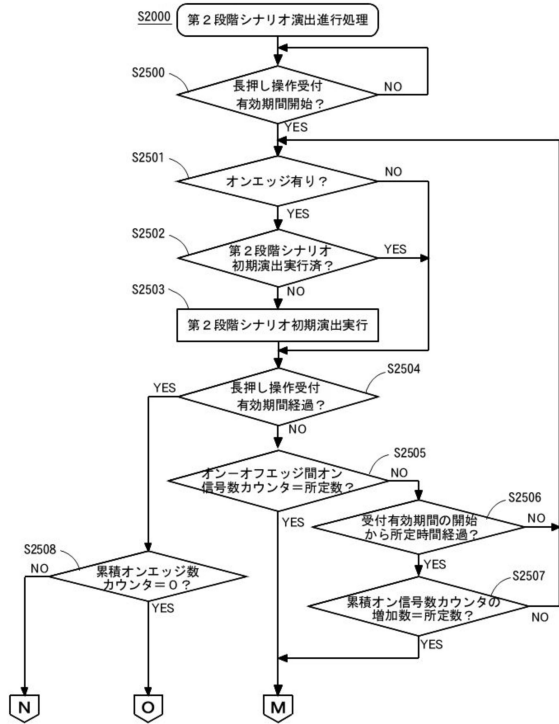 S2000
第2段階シナリオ演出進行処理
S2500
長押し操作受付
有効期間開始？
NO
YES
S2501
オンエッジ有り？
NO
YES
S2502
第2段階シナリオ
初期演出実行済？
YES
NO
S2503
第2段階シナリオ初期演出実行
S2504
長押し操作受付
有効期間経過？
YES
NO
S2505
オン－オフエッジ間オン
信号数カウンタ＝所定数？
NO
YES
S2506
受付有効期間の開始
から所定時間経過？
NO
YES
S2507
累積オン信号数カウンタの
増加数＝所定数？
NO
YES
S2508
累積オンエッジ数
カウンタ＝０？
NO
YES
N
O
M